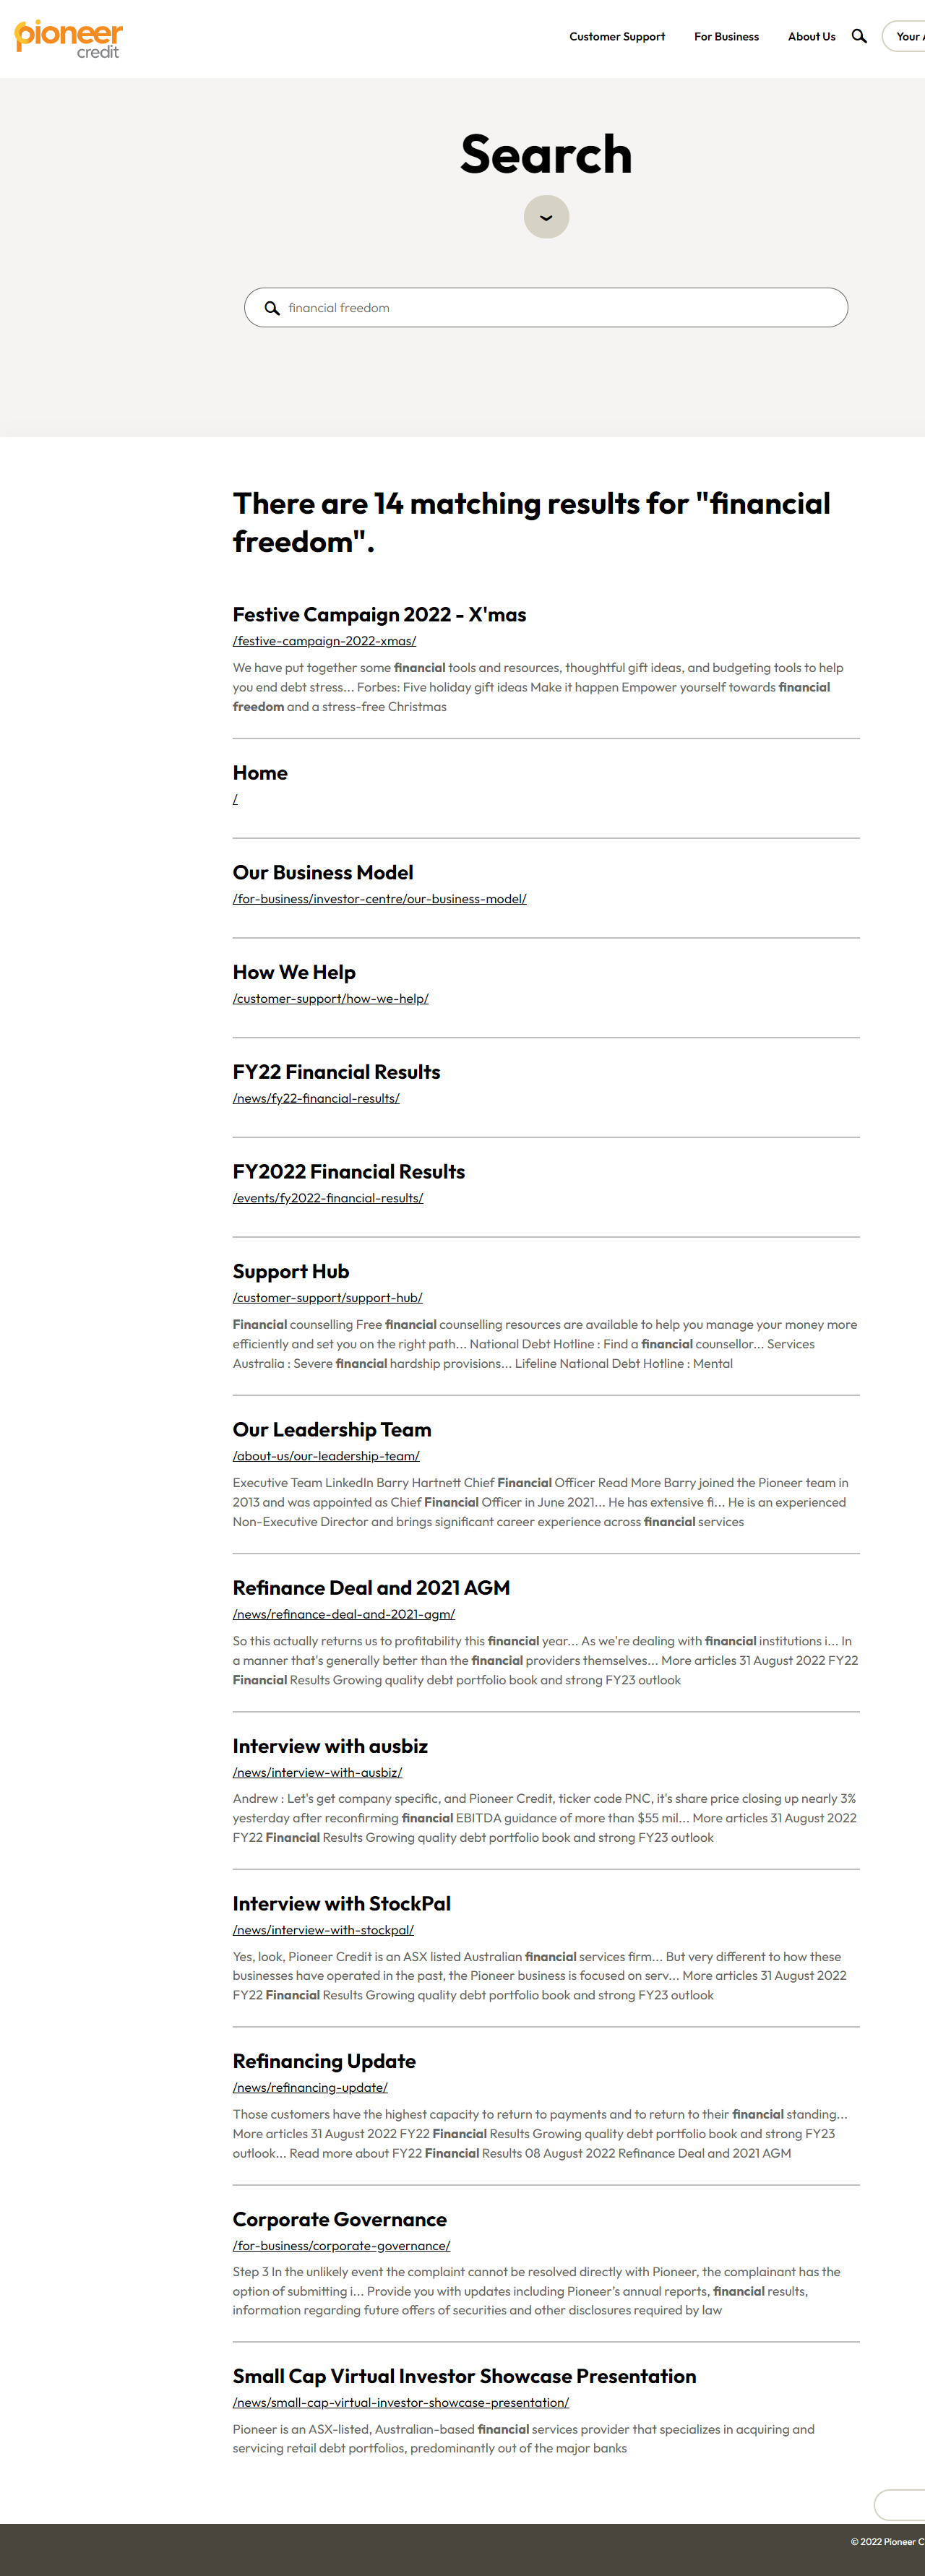 pioneer
credit
Customer Support
For Business
About Us
Your
Search
financial freedom
There are 14 matching results for "financial
freedom".
Festive Campaign 2022 - X'mas
/festive-campaign-2022-xmas/
We have put together some financial tools and resources, thoughtful gift ideas, and budgeting tools to help
you end debt stress... Forbes: Five holiday gift ideas Make it happen Empower yourself towards financial
freedom and a stress-free Christmas
Home
/
Our Business Model
/for-business/investor-centre/our-business-model/
How We Help
/customer-support/how-we-help/
FY22 Financial Results
/news/fy22-financial-results/
FY2022 Financial Results
/events/fy2022-financial-results/
Support Hub
/customer-support/support-hub/
Financial counselling Free financial counselling resources are available to help you manage your money more
efficiently and set you on the right path... National Debt Hotline : Find a financial counsellor... Services
Australia : Severe financial hardship provisions... Lifeline National Debt Hotline : Mental
Our Leadership Team
/about-us/our-leadership-team/
Executive Team LinkedIn Barry Hartnett Chief Financial Officer Read More Barry joined the Pioneer team in
2013 and was appointed as Chief Financial Officer in June 2021... He has extensive fi... He is an experienced
Non-Executive Director and brings significant career experience across financial services
Refinance Deal and 2021 AGM
/news/refinance-deal-and-2021-agm/
So this actually returns us to profitability this financial year... As we're dealing with financial institutions i... In
a manner that's generally better than the financial providers themselves... More articles 31 August 2022 FY22
Financial Results Growing quality debt portfolio book and strong FY23 outlook
Interview with ausbiz
/news/interview-with-ausbiz/
Andrew : Let's get company specific, and Pioneer Credit, ticker code PNC, it's share price closing up nearly 3%
yesterday after reconfirming financial EBITDA guidance of more than $55 mil... More articles 31 August 2022
FY22 Financial Results Growing quality debt portfolio book and strong FY23 outlook
Interview with StockPal
/news/interview-with-stockpal/
Yes, look, Pioneer Credit is an ASX listed Australian financial services firm... But very different to how these
businesses have operated in the past, the Pioneer business is focused on serv... More articles 31 August 2022
FY22 Financial Results Growing quality debt portfolio book and strong FY23 outlook
Refinancing Update
/news/refinancing-update/
Those customers have the highest capacity to return to payments and to return to their financial standing...
More articles 31 August 2022 FY22 Financial Results Growing quality debt portfolio book and strong FY23
outlook... Read more about FY22 Financial Results 08 August 2022 Refinance Deal and 2021 AGM
Corporate Governance
/for-business/corporate-governance/
Step 3 In the unlikely event the complaint cannot be resolved directly with Pioneer, the complainant has the
option of submitting i... Provide you with updates including Pioneer's annual reports, financial results,
information regarding future offers of securities and other disclosures required by law
Small Cap Virtual Investor Showcase Presentation
/news/small-cap-virtual-investor-showcase-presentation/
Pioneer is an ASX-listed, Australian-based financial services provider that specializes in acquiring and
servicing retail debt portfolios, predominantly out of the major banks
© 2022 Pioneer C